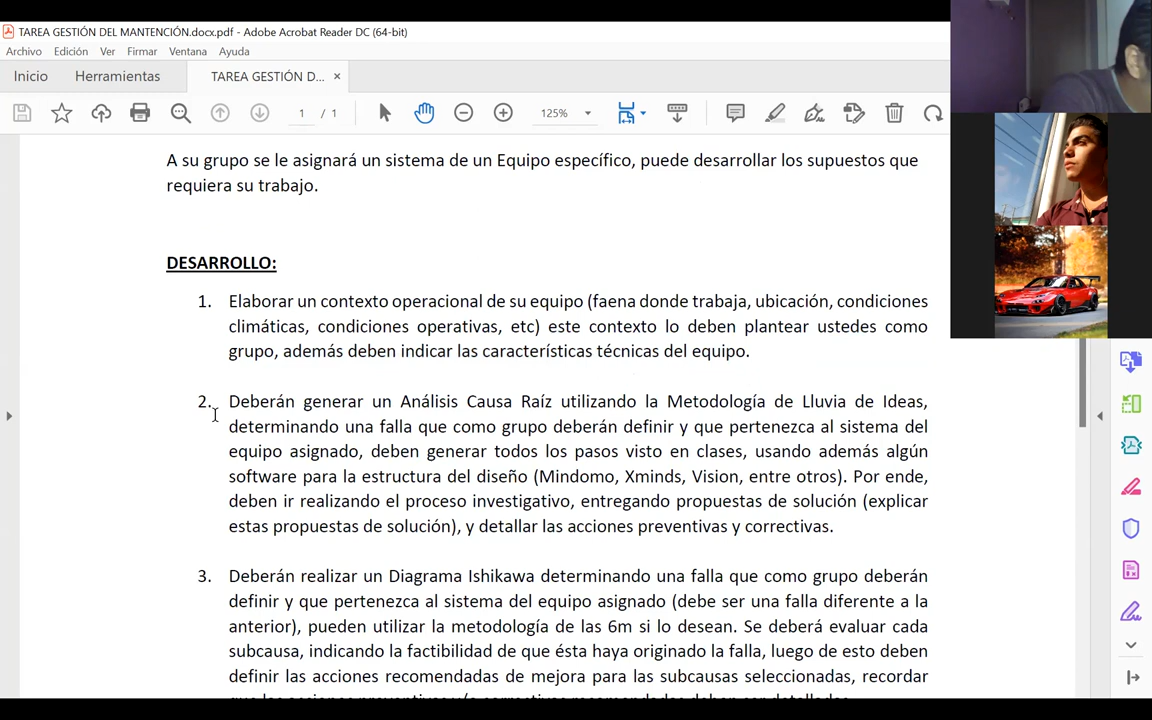 TAREA GESTIÓN DEL MANTENCIÓN.docx.pdf - Adobe Acrobat Reader DC (64-bit)
Archivo Edición Ver Firmar Ventana Ayuda
Inicio Herramientas TAREA GESTIÓN D... ×
1 / 1 125%
A su grupo se le asignará un sistema de un Equipo específico, puede desarrollar los supuestos que
requiera su trabajo.
DESARROLLO:
1. Elaborar un contexto operacional de su equipo (faena donde trabaja, ubicación, condiciones
climáticas, condiciones operativas, etc) este contexto lo deben plantear ustedes como
grupo, además deben indicar las características técnicas del equipo.
2. Deberán generar un Análisis Causa Raíz utilizando la Metodología de Lluvia de Ideas,
determinando una falla que como grupo deberán definir y que pertenezca al sistema del
equipo asignado, deben generar todos los pasos visto en clases, usando además algún
software para la estructura del diseño (Mindomo, Xminds, Vision, entre otros). Por ende,
deben ir realizando el proceso investigativo, entregando propuestas de solución (explicar
estas propuestas de solución), y detallar las acciones preventivas y correctivas.
3. Deberán realizar un Diagrama Ishikawa determinando una falla que como grupo deberán
definir y que pertenezca al sistema del equipo asignado (debe ser una falla diferente a la
anterior), pueden utilizar la metodología de las 6m si lo desean. Se deberá evaluar cada
subcausa, indicando la factibilidad de que ésta haya originado la falla, luego de esto deben
definir las acciones recomendadas de mejora para las subcausas seleccionadas, recordar